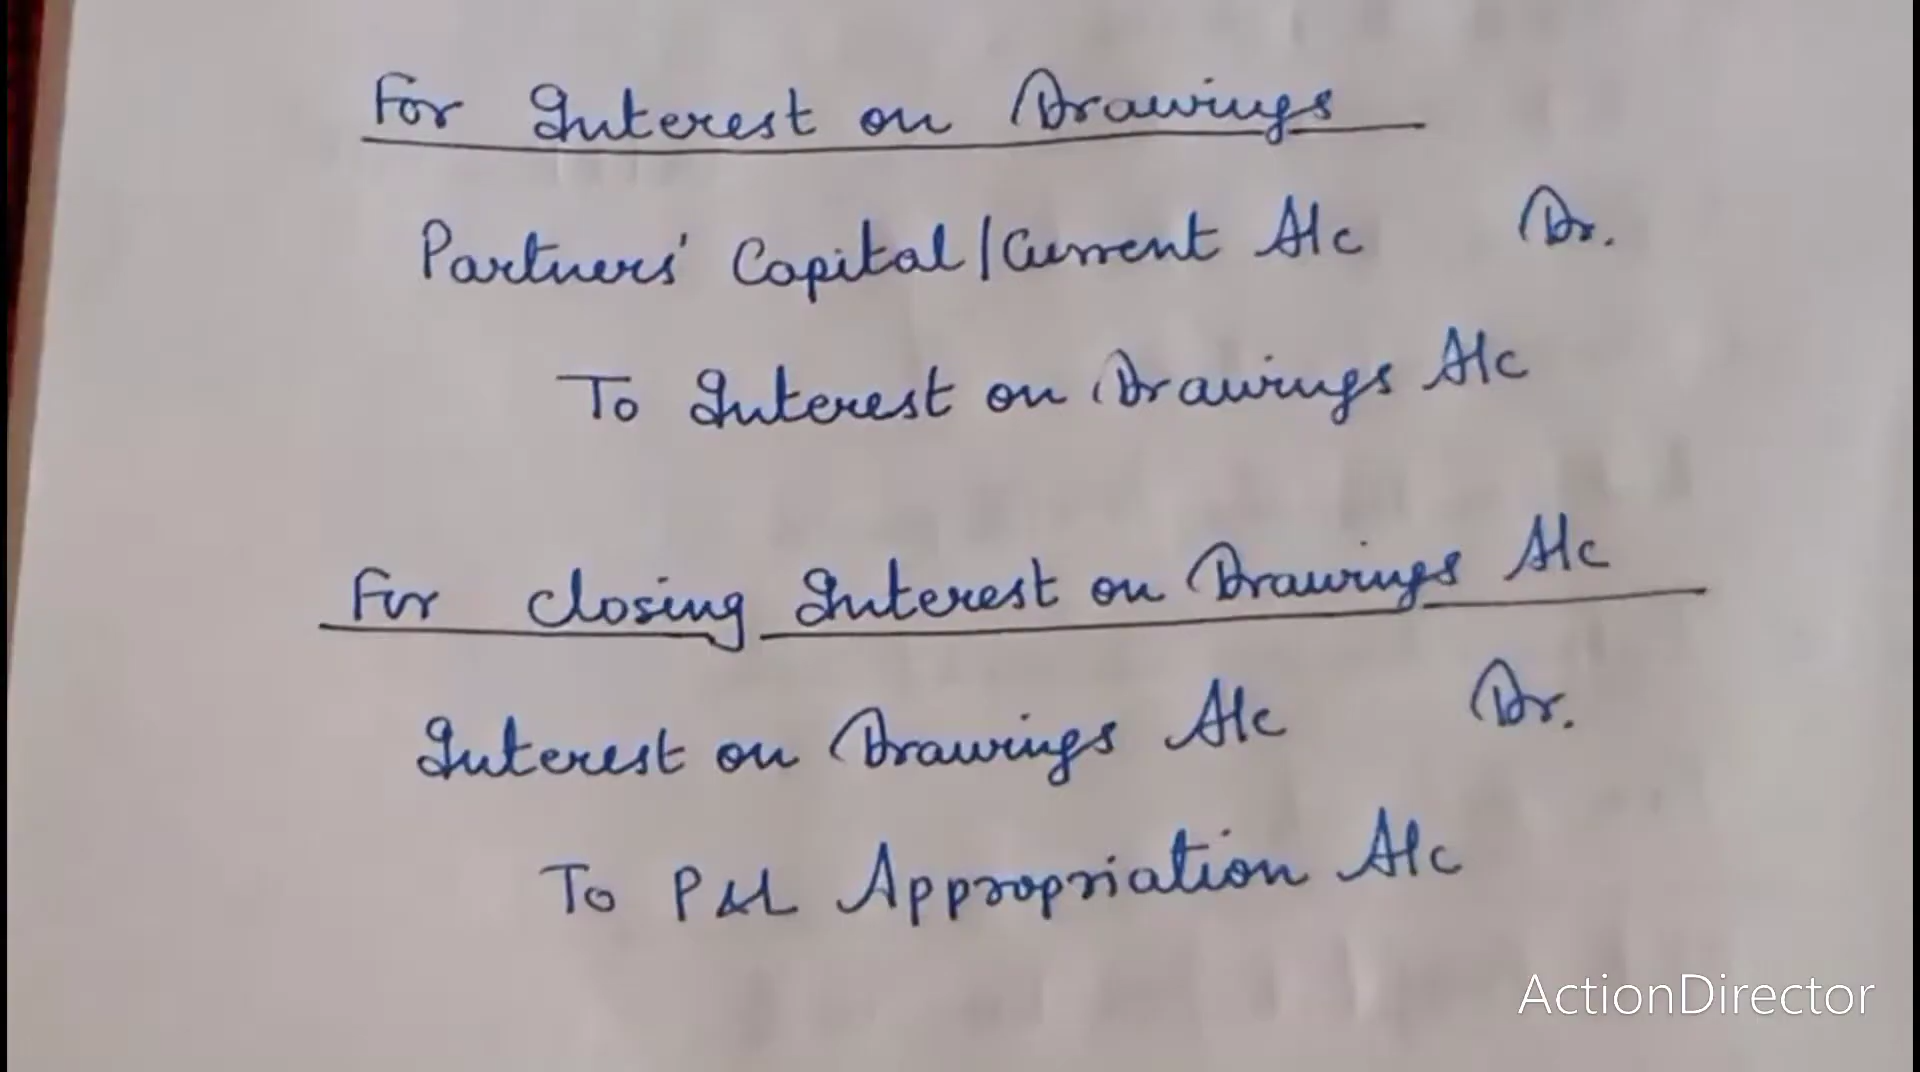 For Interest on Drawings
Partners' Capital/Current A/c Dr.
To Interest on Drawings A/c
For closing Interest on Drawings A/c
Interest on Drawings A/c Dr.
To P&L Appropriation A/c
ActionDirector